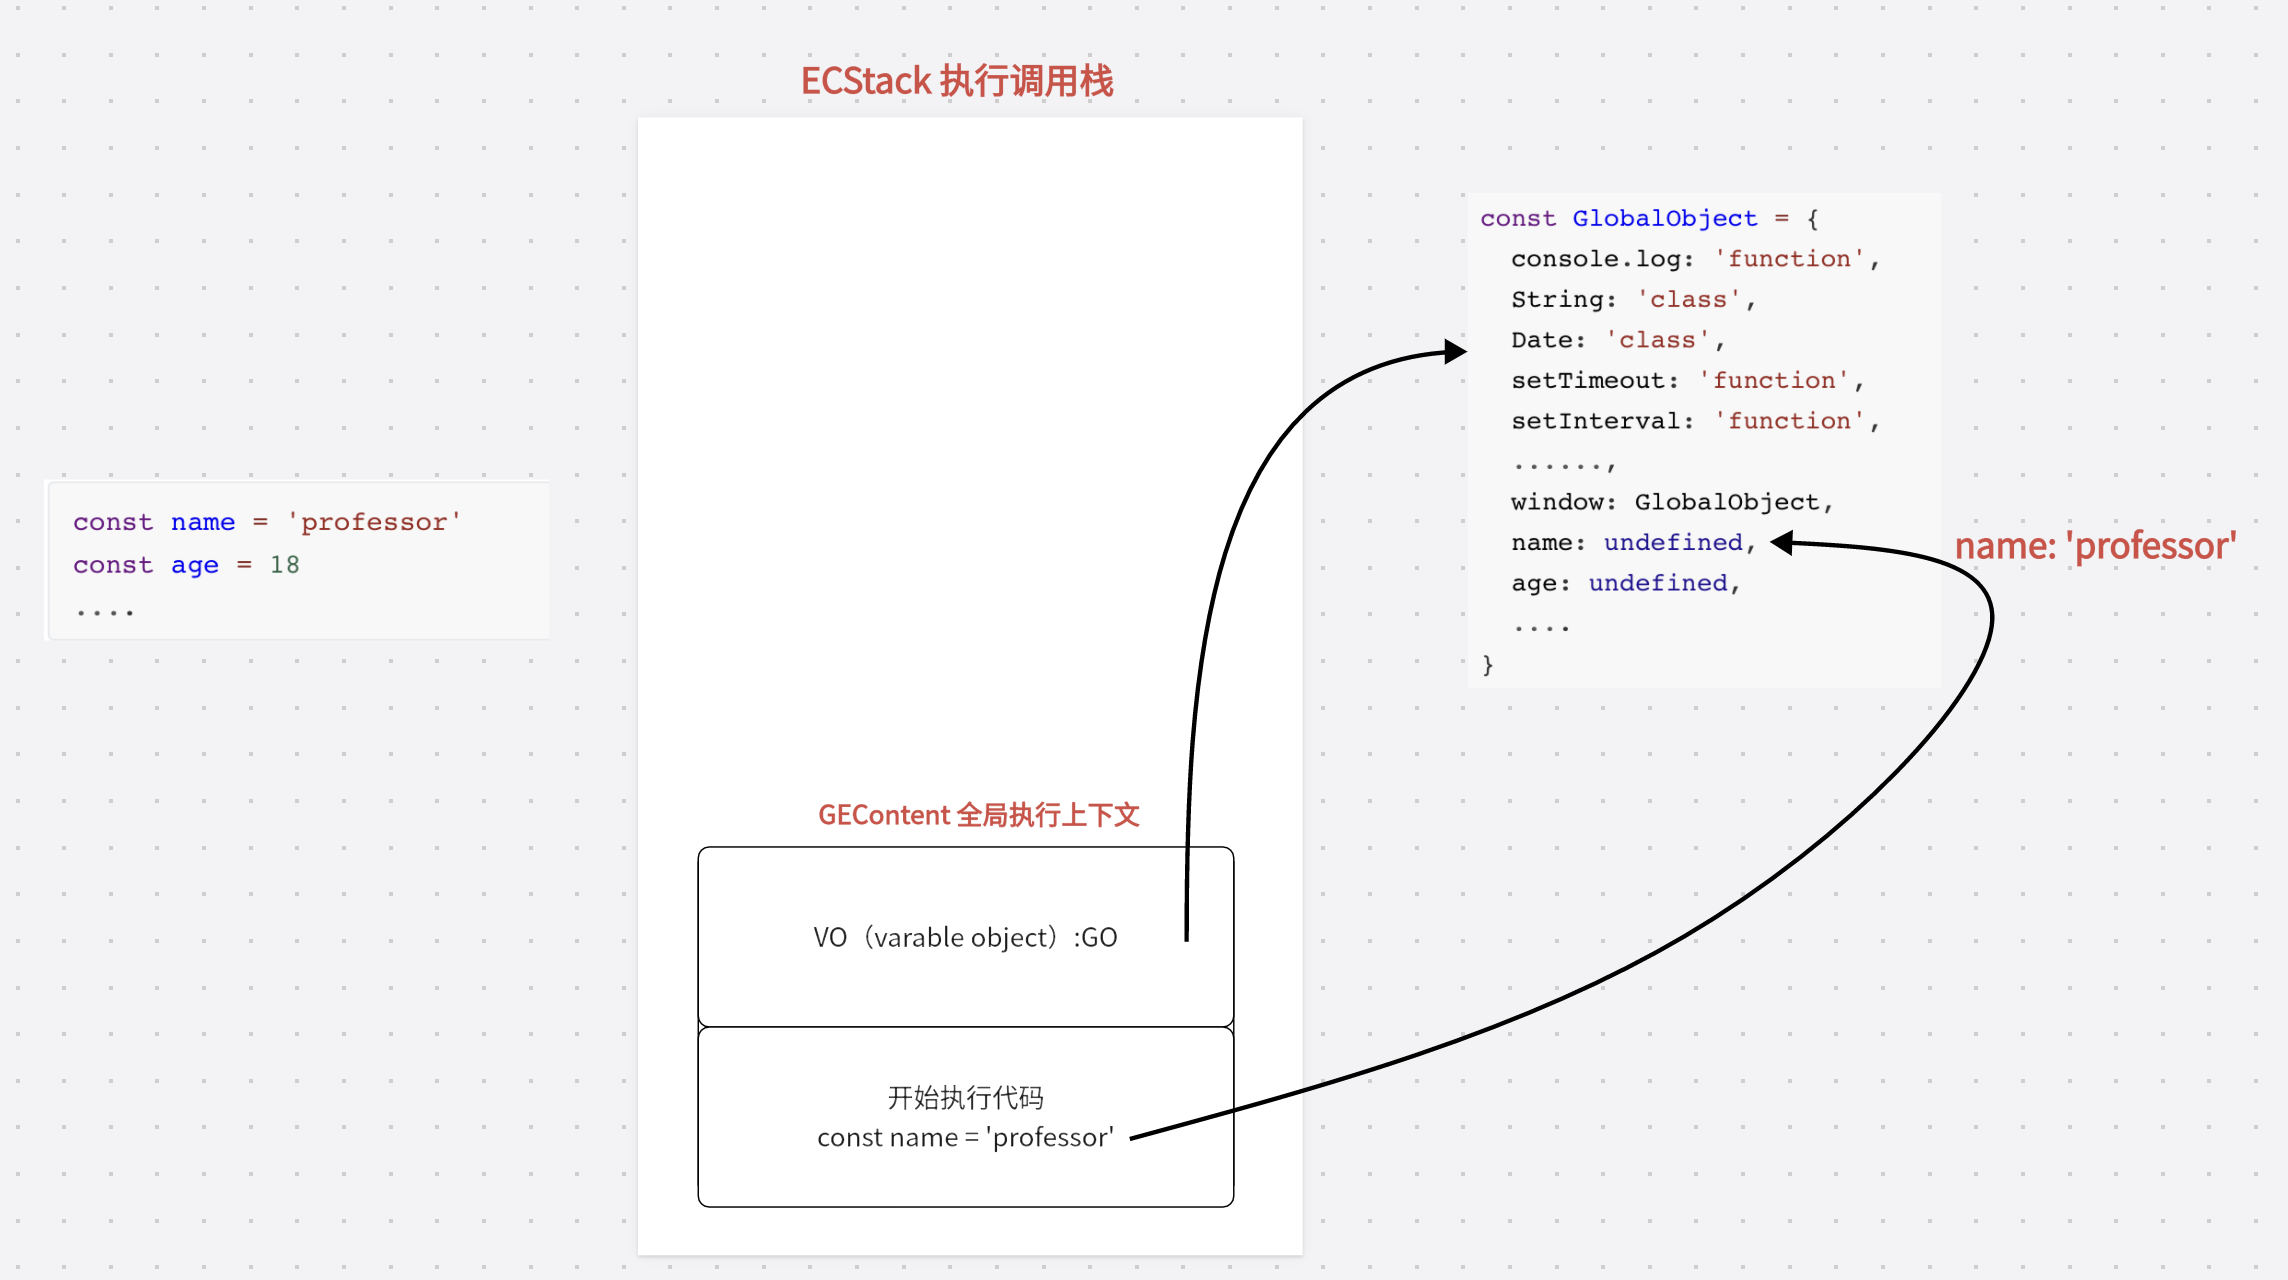 ECStack 执行调用栈
const name = 'professor'
const age = 18
....
GEContent 全局执行上下文
VO（varable object）:GO
开始执行代码
const name = 'professor'
const GlobalObject = {
console.log: 'function',
String: 'class',
Date: 'class',
setTimeout: 'function',
setInterval: 'function',
......,
window: GlobalObject,
name: undefined,
age: undefined,
....
}
name: 'professor'